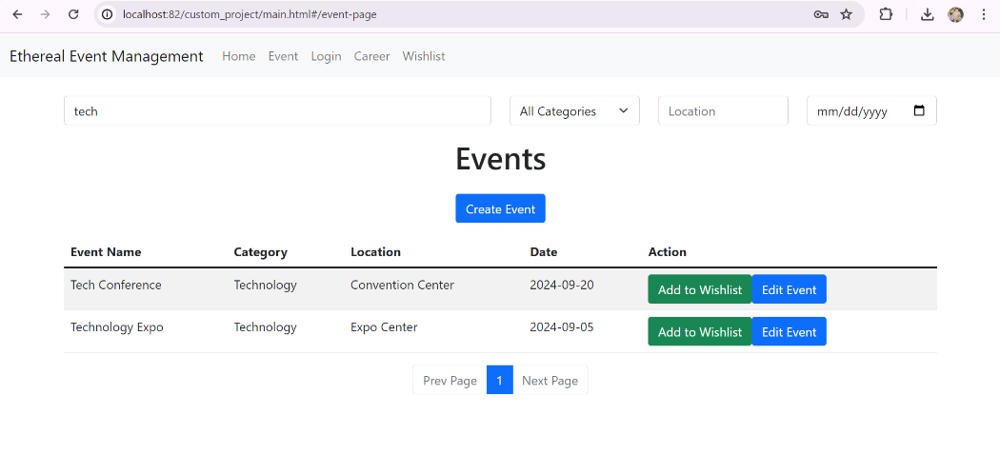 localhost:82/custom_project/main.html#/event-page
Ethereal Event Management Home Event Login Career Wishlist
tech All Categories Location mm/dd/yyyy
Events
Create Event
Event Name Category Location Date Action
Tech Conference Technology Convention Center 2024-09-20 Add to Wishlist Edit Event
Technology Expo Technology Expo Center 2024-09-05 Add to Wishlist Edit Event
Prev Page 1 Next Page